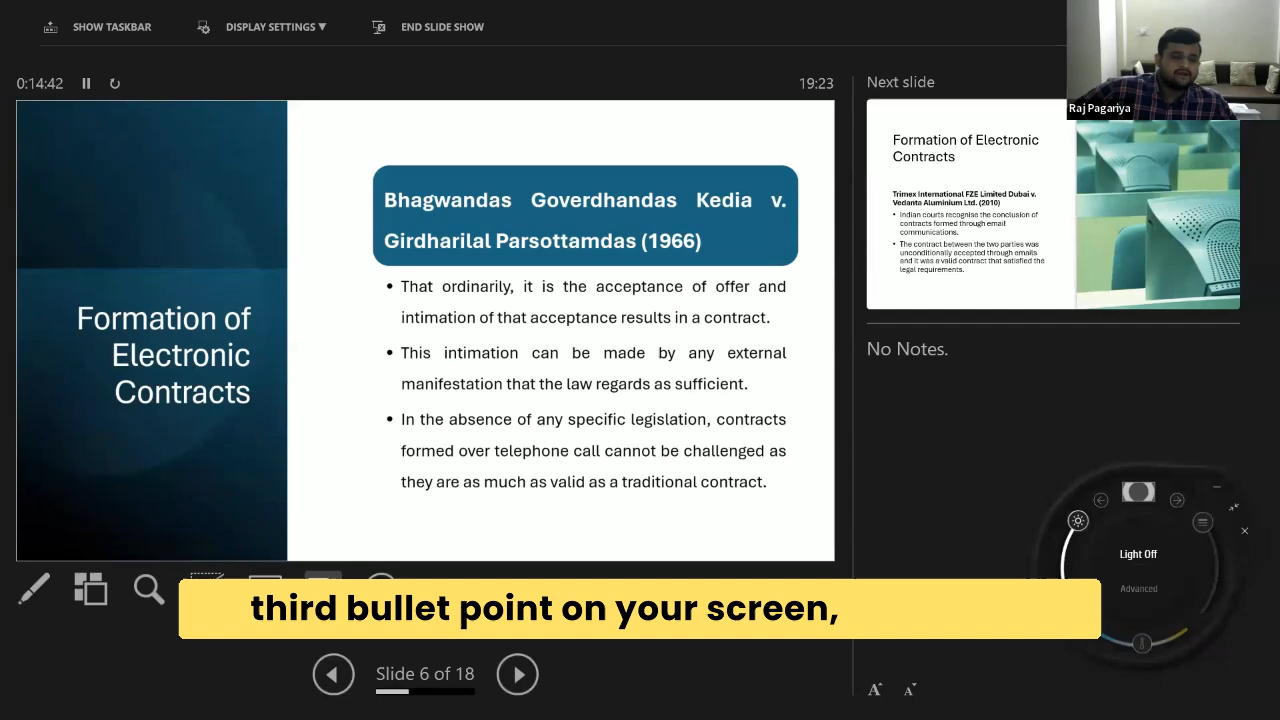 SHOW TASKBAR
DISPLAY SETTINGS ▼
END SLIDE SHOW
0:14:42
19:23
Next slide
Raj Pagariya
Formation of
Electronic
Contracts
Bhagwandas Goverdhandas Kedia v.
Girdharilal Parsottamdas (1966)
• That ordinarily, it is the acceptance of offer and
intimation of that acceptance results in a contract.
• This intimation can be made by any external
manifestation that the law regards as sufficient.
• In the absence of any specific legislation, contracts
formed over telephone call cannot be challenged as
they are as much as valid as a traditional contract.
Formation of Electronic
Contracts
Trimex International FZE Limited Dubai v.
Vedanta Aluminium Ltd. (2010)
• Indian courts recognise the conclusion of
contracts formed through email
communications.
• The contract between the two parties was
unconditionally accepted through emails
and it was a valid contract that satisfied the
legal requirements.
No Notes.
Light Off
Advanced
third bullet point on your screen,
Slide 6 of 18
A A